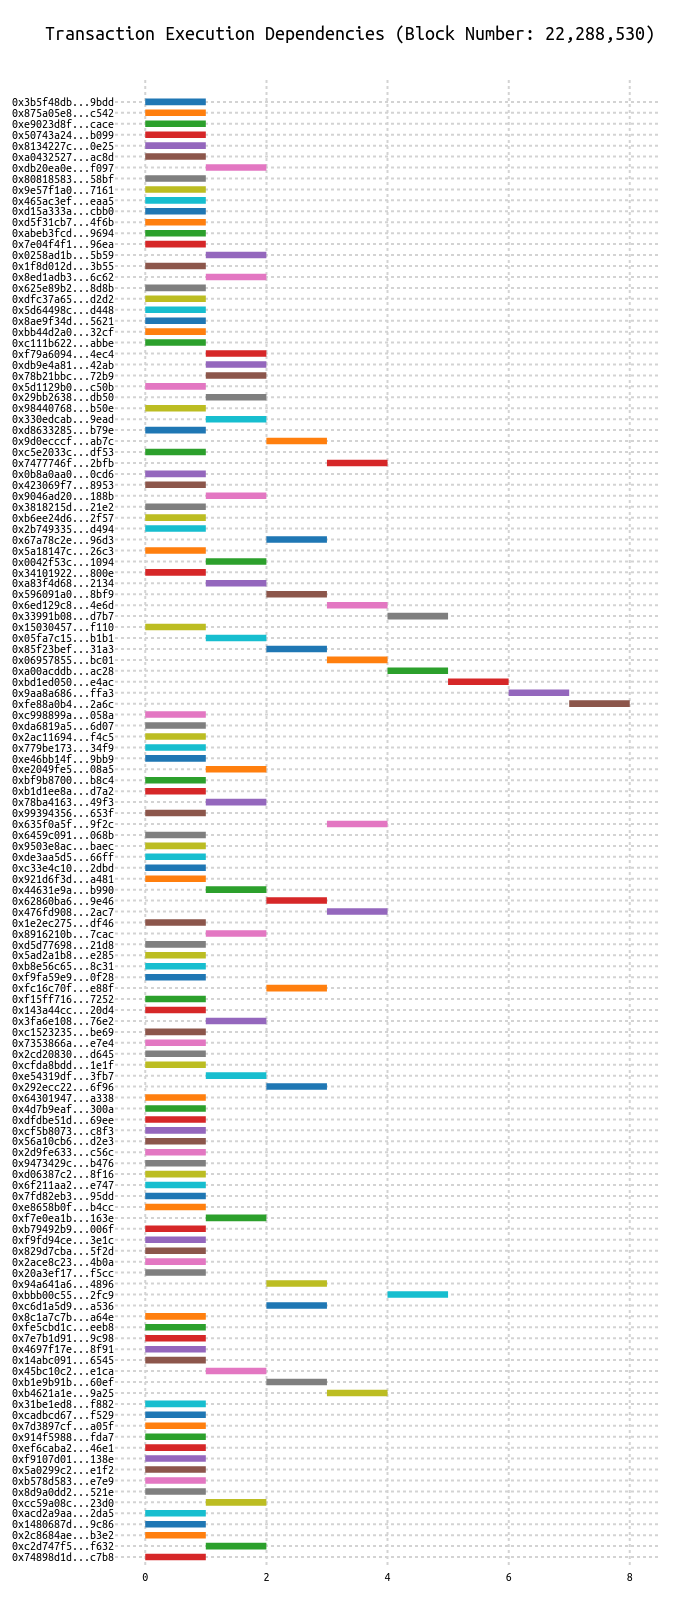 Transaction Execution Dependencies (Block Number: 22,288,530)
0x3b5f48db...9bdd
0x875a05e8...c542
0xe9023d8f...cace
0x50743a24...b099
0x8134227c...0e25
0xa0432527...ac8d
0xdb20ea0e...f097
0x80818583...58bf
0x9e57f1a0...7161
0x465ac3ef...eaa5
0xd15a333a...cbb0
0xd5f31cb7...4f6b
0xabeb3fcd...9694
0x7e04f4f1...96ea
0x0258ad1b...5b59
0x1f8d012d...3b55
0x8ed1adb3...6c62
0x625e89b2...8d8b
0xdfc37a65...d2d2
0x5d64498c...d448
0x8ae9f34d...5621
0xbb44d2a0...32cf
0xc111b622...abbe
0xf79a6094...4ec4
0xdb9e4a81...42ab
0x78b21bbc...72b9
0x5d1129b0...c50b
0x29bb2638...db50
0x98440768...b50e
0x330edcab...9ead
0xd8633285...b79e
0x9d0ecccf...ab7c
0xc5e2033c...df53
0x7477746f...2bfb
0x0b8a0aa0...0cd6
0x423069f7...8953
0x9046ad20...188b
0x3818215d...21e2
0xb6ee24d6...2f57
0x2b749335...d494
0x67a78c2e...96d3
0x5a18147c...26c3
0x0042f53c...1094
0x34101922...800e
0xa83f4d68...2134
0x596091a0...8bf9
0x6ed129c8...4e6d
0x33991b08...d7b7
0x15030457...f110
0x05fa7c15...b1b1
0x85f23bef...31a3
0x06957855...bc01
0xa00acddb...ac28
0xbd1ed050...e4ac
0x9aa8a686...ffa3
0xfe88a0b4...2a6c
0xc998899a...058a
0xda6819a5...6d07
0x2ac11694...f4c5
0x779be173...34f9
0xe46bb14f...9bb9
0xe2049fe5...08a5
0xbf9b8700...b8c4
0xb1d1ee8a...d7a2
0x78ba4163...49f3
0x99394356...653f
0x635f0a5f...9f2c
0x6459c091...068b
0x9503e8ac...baec
0xde3aa5d5...66ff
0xc33e4c10...2dbd
0x921d6f3d...a481
0x44631e9a...b990
0x62860ba6...9e46
0x476fd908...2ac7
0x1e2ec275...df46
0x8916210b...7cac
0xd5d77698...21d8
0x5ad2a1b8...e285
0xb8e56c65...8c31
0xf9fa59e9...0f28
0xfc16c70f...e88f
0xf15ff716...7252
0x143a44cc...20d4
0x3fa6e108...76e2
0xc1523235...be69
0x7353866a...e7e4
0x2cd20830...d645
0xcfda8bdd...1e1f
0xe54319df...3fb7
0x292ecc22...6f96
0x64301947...a338
0x4d7b9eaf...300a
0xdfdbe51d...69ee
0xcf5b8073...c8f3
0x56a10cb6...d2e3
0x2d9fe633...c56c
0x9473429c...b476
0xd06387c2...8f16
0x6f211aa2...e747
0x7fd82eb3...95dd
0xe8658b0f...b4cc
0xf7e0ea1b...163e
0xb79492b9...006f
0xf9fd94ce...3e1c
0x829d7cba...5f2d
0x2ace8c23...4b0a
0x20a3ef17...f5cc
0x94a641a6...4896
0xbbb00c55...2fc9
0xc6d1a5d9...a536
0x8c1a7c7b...a64e
0xfe5cbd1c...eeb8
0x7e7b1d91...9c98
0x4697f17e...8f91
0x14abc091...6545
0x45bc10c2...e1ca
0xb1e9b91b...60ef
0xb4621a1e...9a25
0x31be1ed8...f882
0xcadbcd67...f529
0x7d3897cf...a05f
0x914f5988...fda7
0xef6caba2...46e1
0xf9107d01...138e
0x5a0299c2...e1f2
0xb578d583...e7e9
0x8d9a0dd2...521e
0xcc59a08c...23d0
0xacd2a9aa...2da5
0x1480687d...9c86
0x2c8684ae...b3e2
0xc2d747f5...f632
0x74898d1d...c7b8
0 2 4 6 8